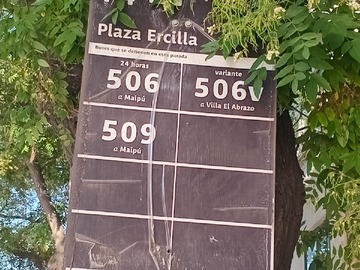 Plaza Ercilla
Buses que se detienen en esta parada
24 horas
506
a Maipú
variante
506v
a Villa El Abrazo
509
a Maipú